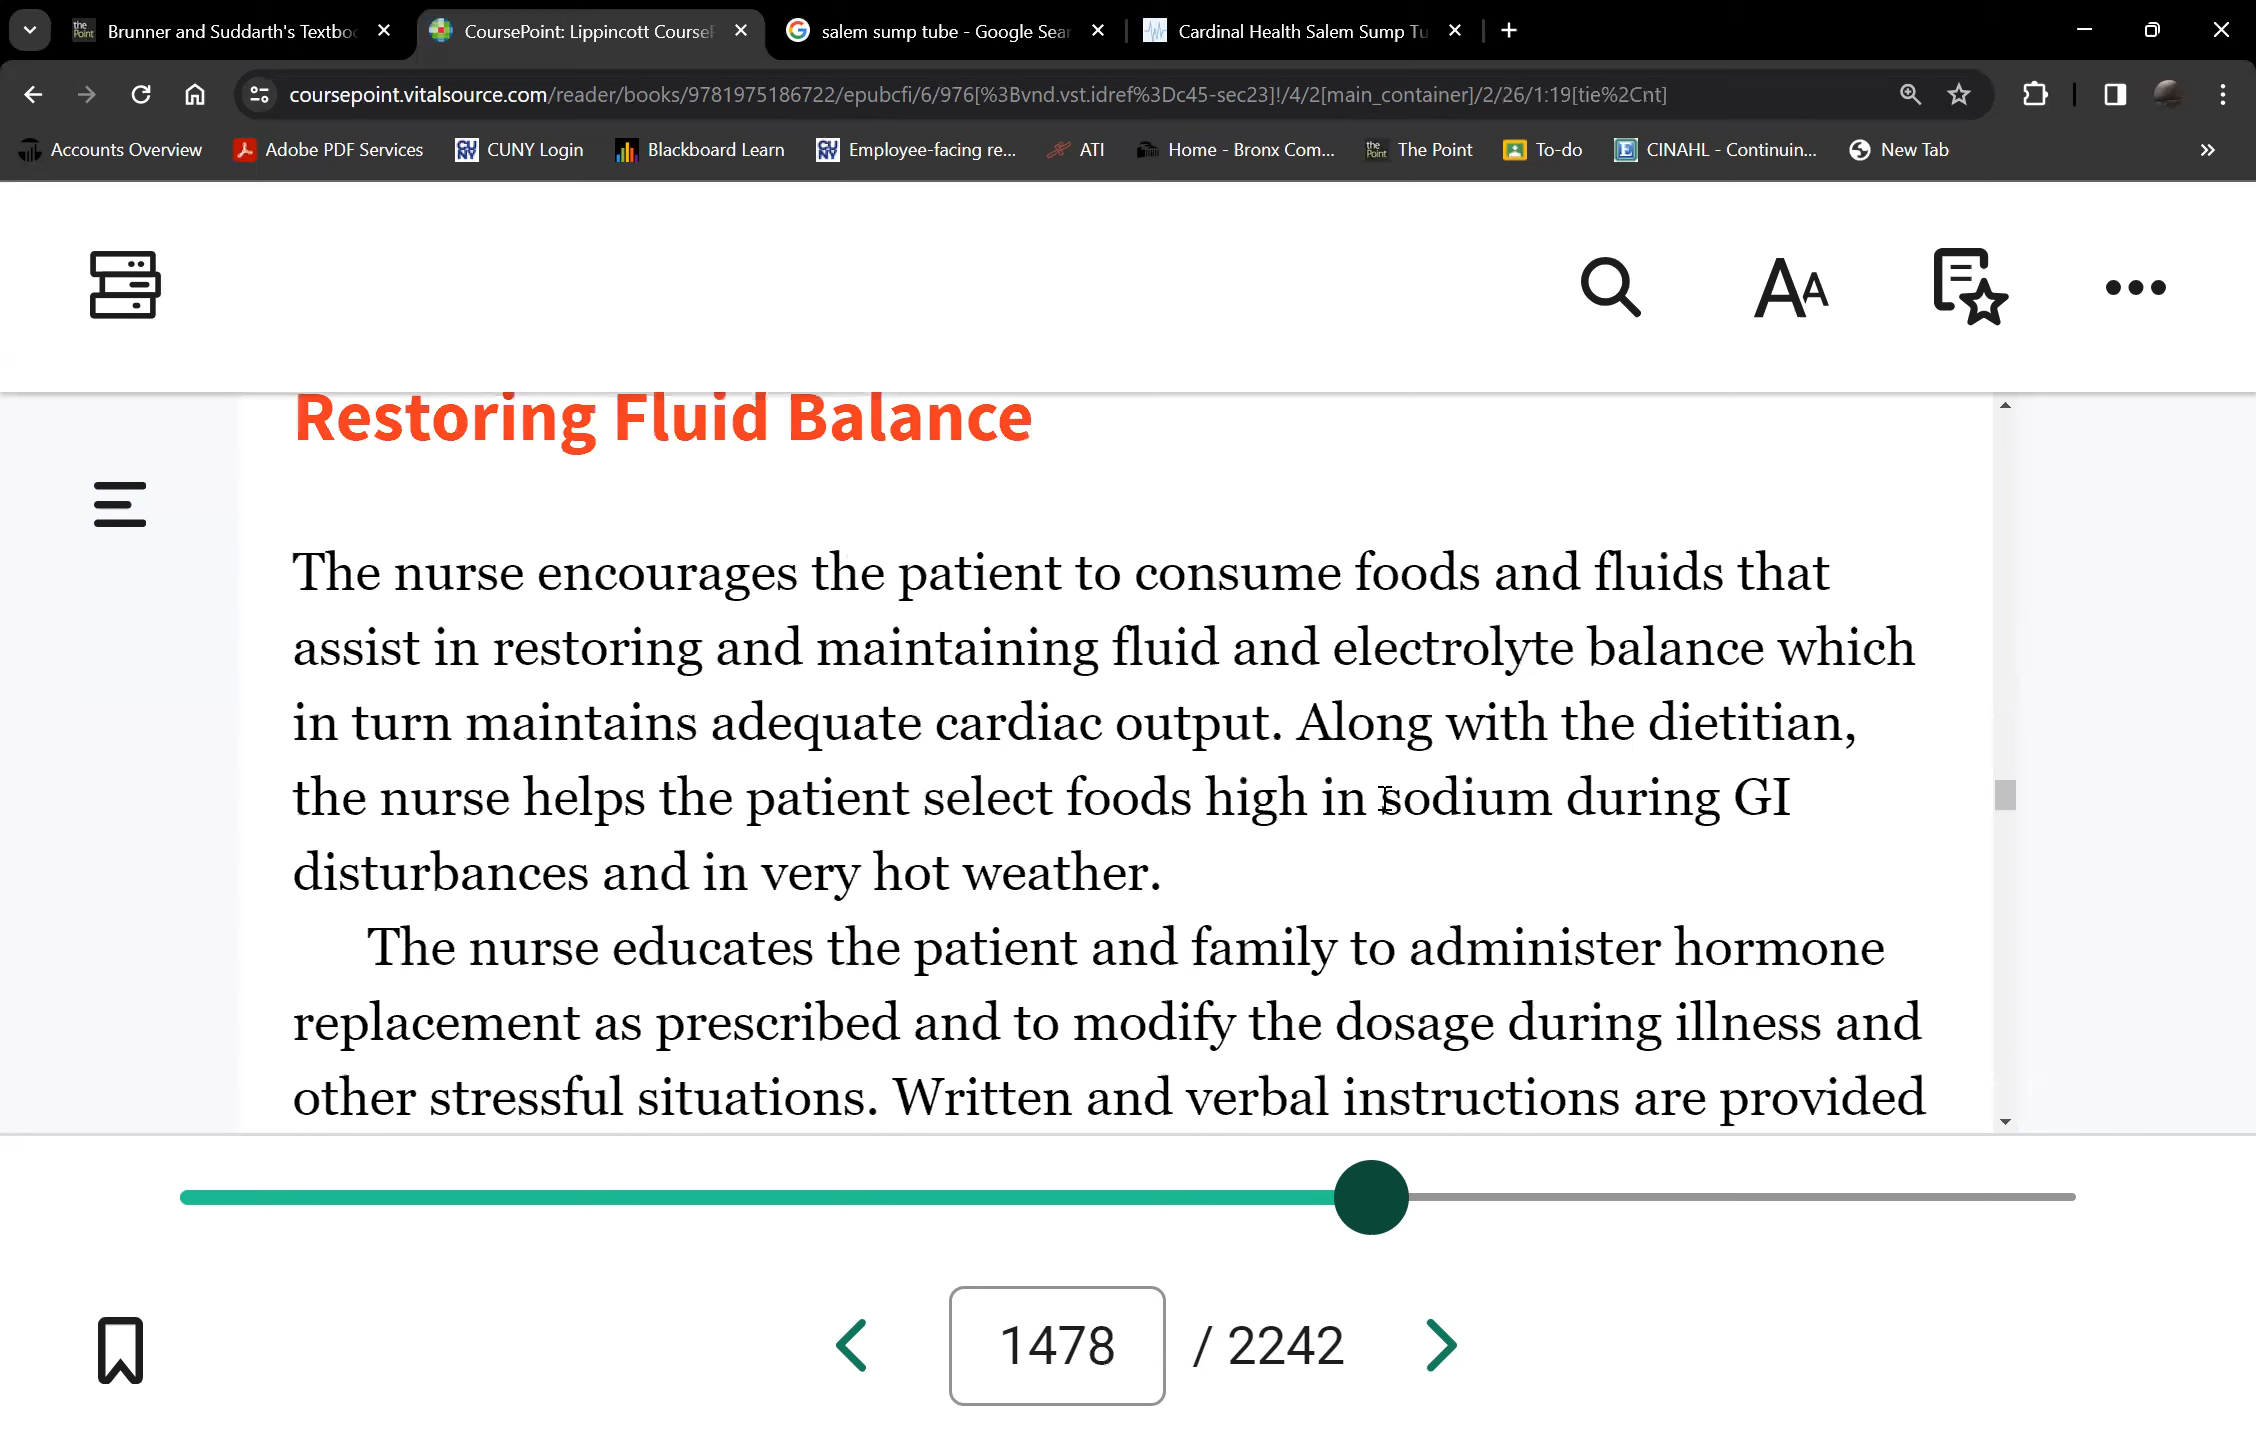 the Point
Brunner and Suddarth's Textbo
CoursePoint: Lippincott CourseP
salem sump tube - Google Sear
Cardinal Health Salem Sump Tu
coursepoint.vitalsource.com/reader/books/9781975186722/epubcfi/6/976[%3Bvnd.vst.idref%3Dc45-sec23]!/4/2[main_container]/2/26/1:19[tie%2Cnt]
Accounts Overview
Adobe PDF Services
CUNY Login
Blackboard Learn
Employee-facing re...
ATI
Home - Bronx Com...
the Point
The Point
To-do
CINAHL - Continuin...
New Tab
AA
Restoring Fluid Balance
The nurse encourages the patient to consume foods and fluids that
assist in restoring and maintaining fluid and electrolyte balance which
in turn maintains adequate cardiac output. Along with the dietitian,
the nurse helps the patient select foods high in sodium during GI
disturbances and in very hot weather.
The nurse educates the patient and family to administer hormone
replacement as prescribed and to modify the dosage during illness and
other stressful situations. Written and verbal instructions are provided
1478 / 2242